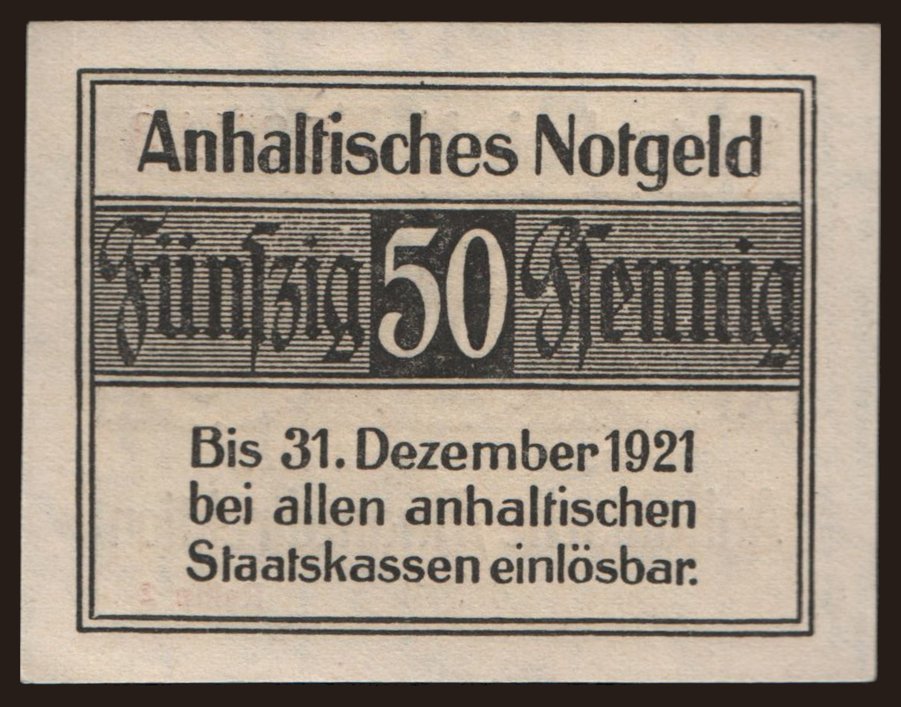 Anhaltisches Notgeld
Fünfzig 50 Pfennig
Bis 31. Dezember 1921
bei allen anhaltischen
Staatskassen einlösbar.